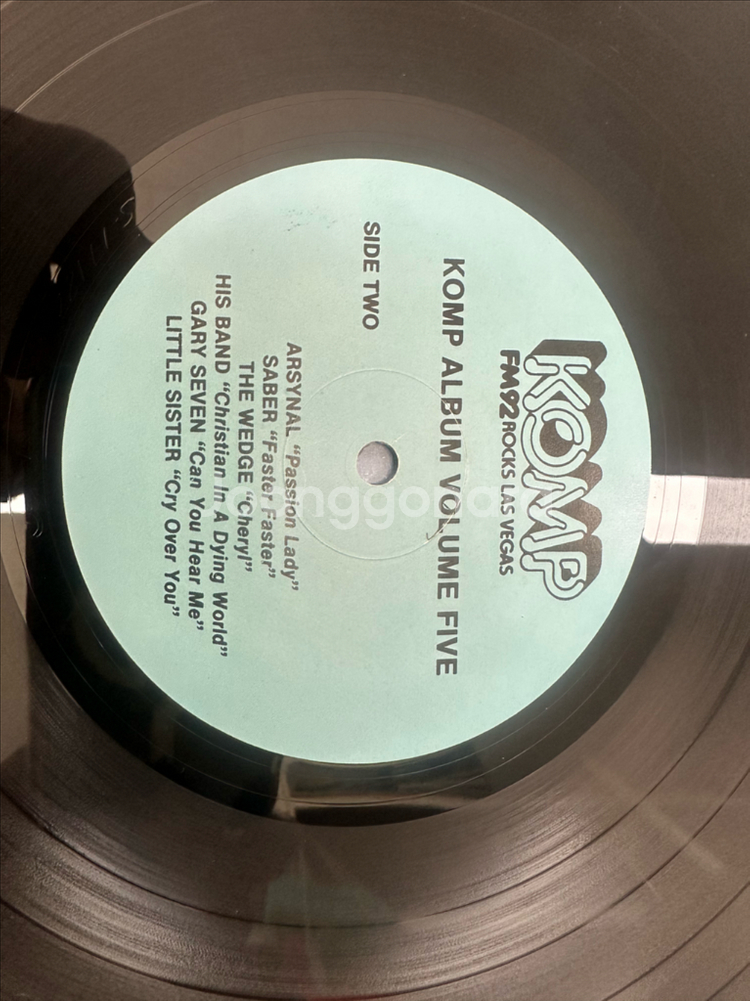 KOMP
FM92 ROCKS LAS VEGAS
KOMP ALBUM VOLUME FIVE
SIDE TWO
ARSYNAL “Passion Lady”
SABER “Faster Faster”
THE WEDGE “Cheryl”
HIS BAND “Christian In A Dying World”
GARY SEVEN “Can You Hear Me”
LITTLE SISTER “Cry Over You”